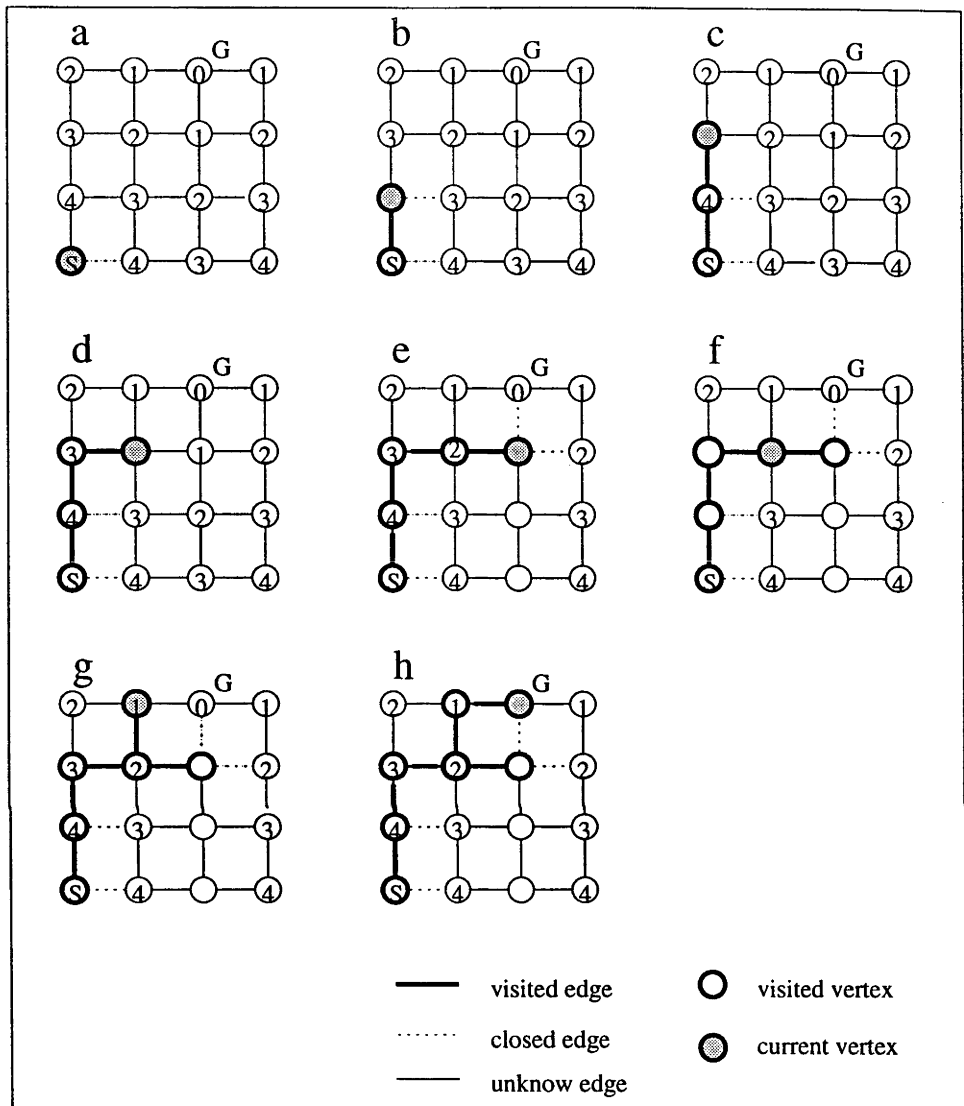 a b c
G G G
2 1 0 1 2 1 0 1 2 1 0 1
3 2 1 2 3 2 1 2 2 1 2
4 3 2 3 3 2 3 4 3 2 3
S 4 3 4 S 4 3 4 S 4 3 4
d e f
G G G
2 1 0 1 2 1 0 1 2 1 0 1
3 1 2 3 2 2 2
4 3 2 3 4 3 3 3 3
S 4 3 4 S 4 4 S 4 4
g h
G G
2 1 0 1 2 1 1
3 2 2 3 2 2
4 3 3 4 3 3
S 4 4 S 4 4
visited edge visited vertex
closed edge current vertex
unknow edge